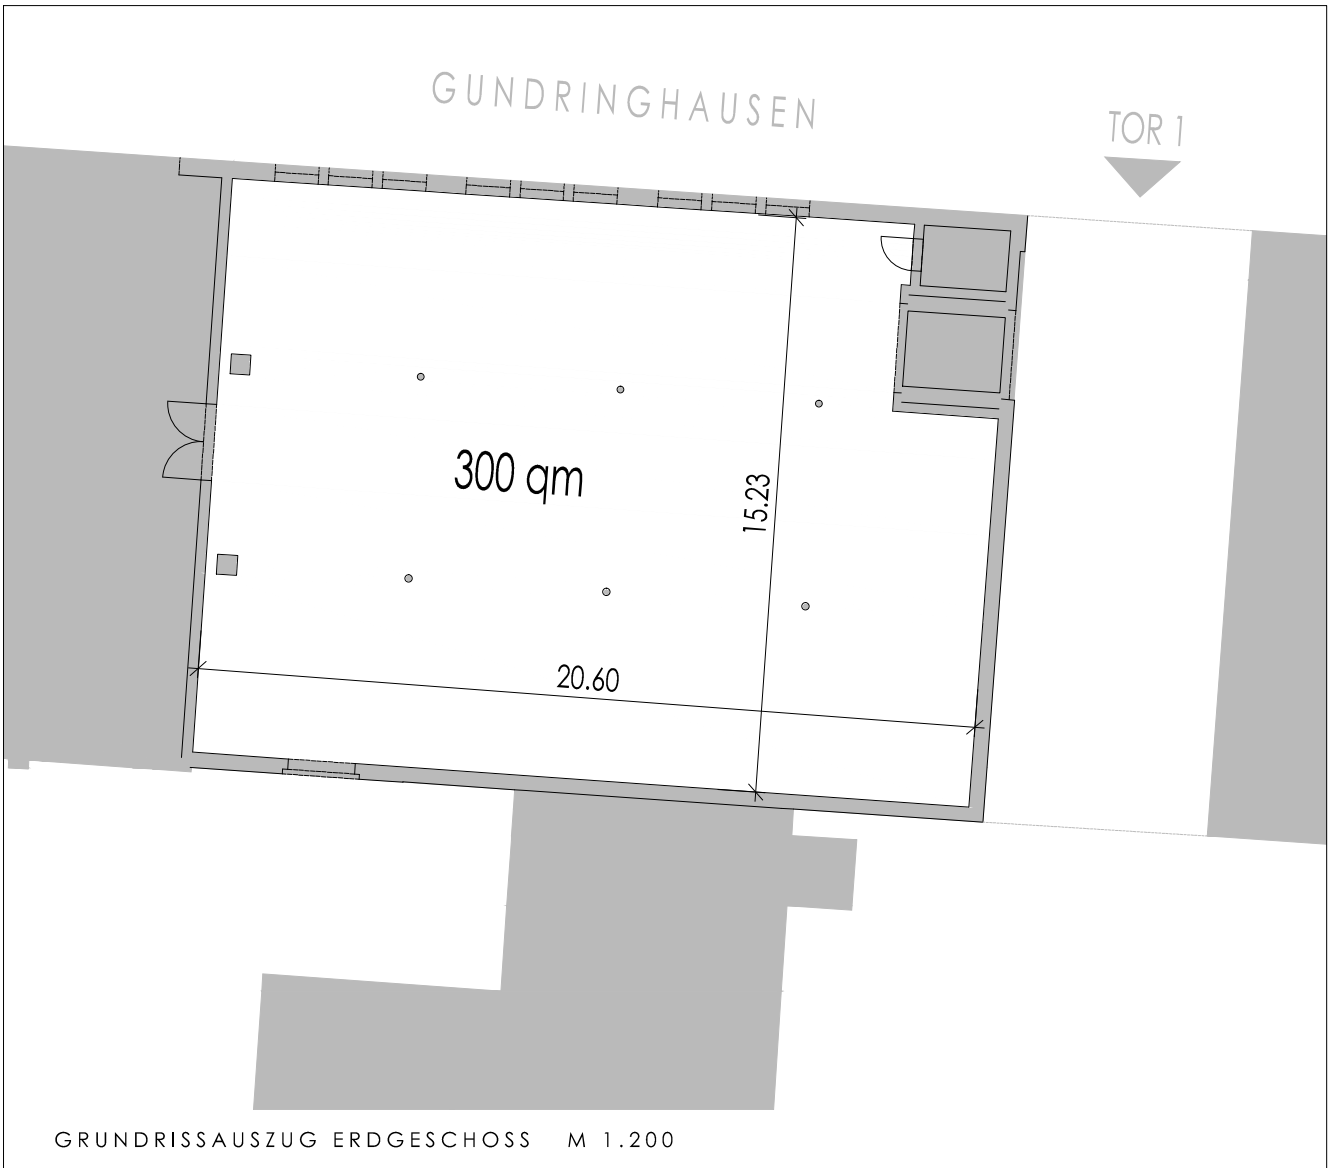 GUNDRINGHAUSEN
TOR 1
300 qm
15.23
20.60
GRUNDRISSAUSZUG ERDGESCHOSS M 1.200